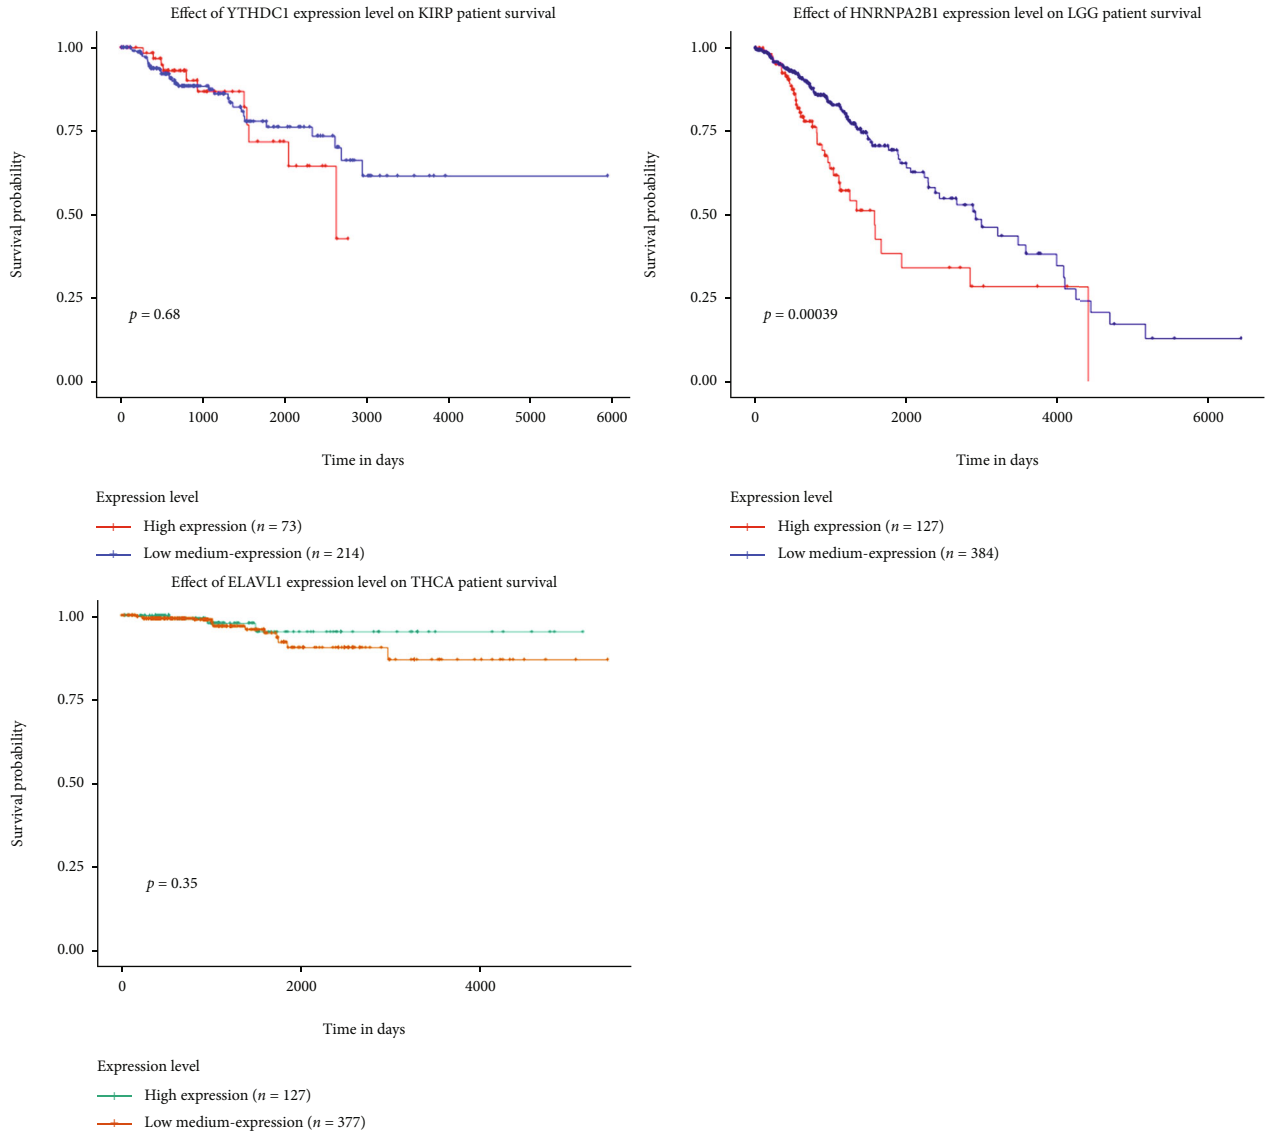 Effect of YTHDC1 expression level on KIRP patient survival
Survival probability
1.00
0.75
0.50
0.25
0.00
p = 0.68
0 1000 2000 3000 4000 5000 6000
Time in days
Expression level
High expression (n = 73)
Low medium-expression (n = 214)
Effect of HNRNPA2B1 expression level on LGG patient survival
Survival probability
1.00
0.75
0.50
0.25
0.00
p = 0.00039
0 2000 4000 6000
Time in days
Expression level
High expression (n = 127)
Low medium-expression (n = 384)
Effect of ELAVL1 expression level on THCA patient survival
Survival probability
1.00
0.75
0.50
0.25
0.00
p = 0.35
0 2000 4000
Time in days
Expression level
High expression (n = 127)
Low medium-expression (n = 377)